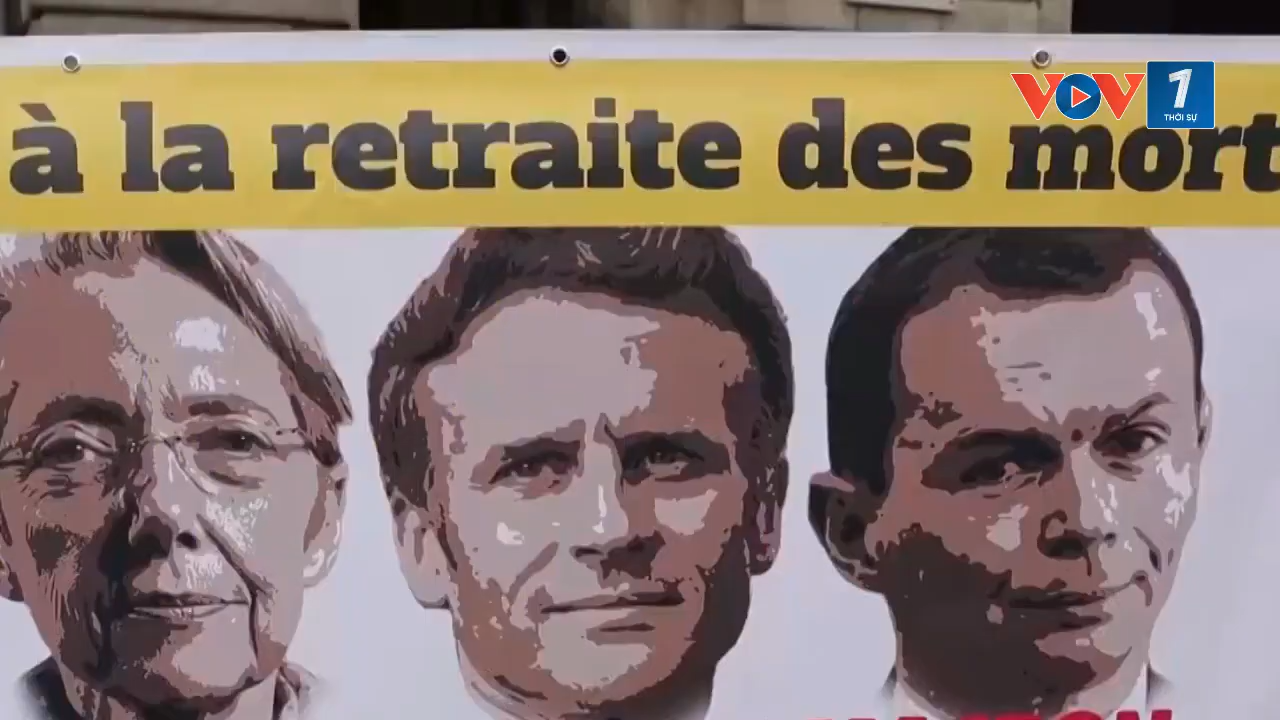 à la retraite des mort
VOV 1
THỜI SỰ